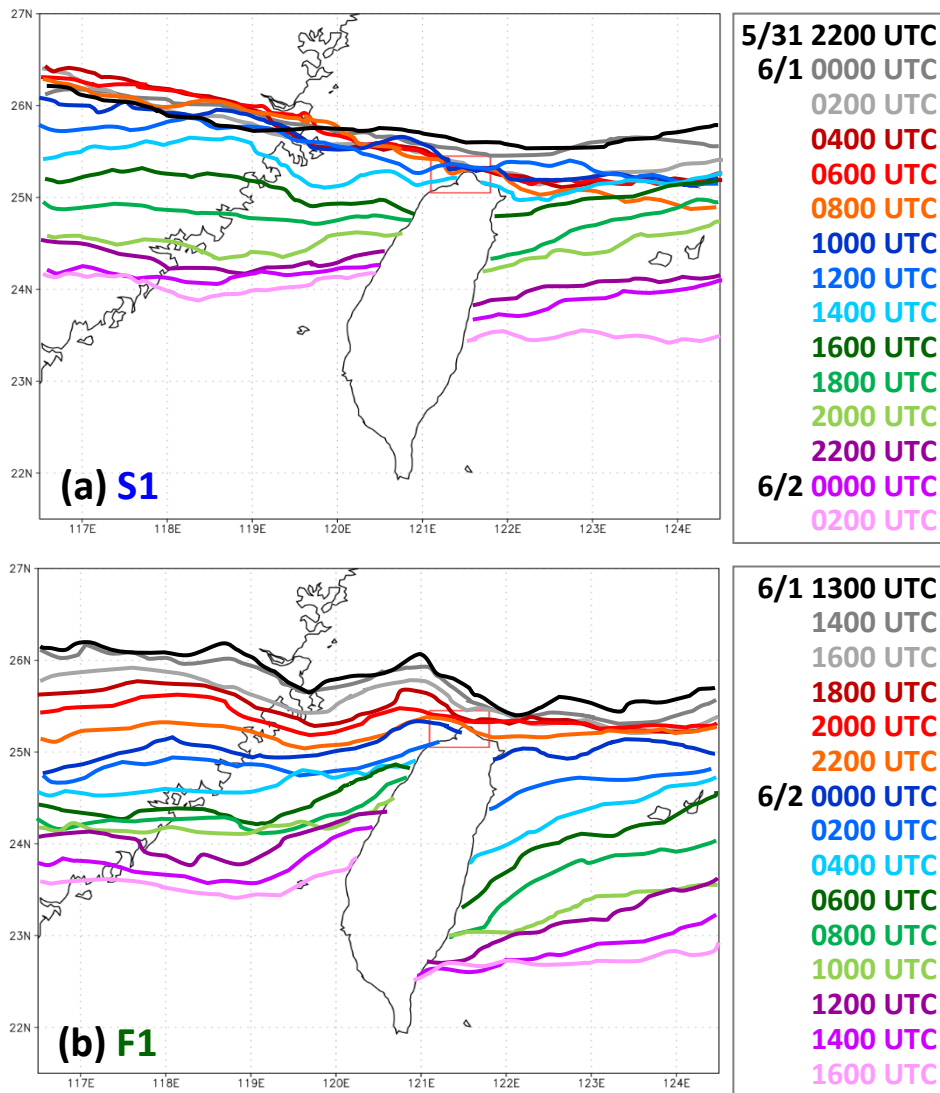 27N
26N
25N
24N
23N
22N
(a) S1
117E 118E 119E 120E 121E 122E 123E 124E
5/31 2200 UTC
6/1 0000 UTC
0200 UTC
0400 UTC
0600 UTC
0800 UTC
1000 UTC
1200 UTC
1400 UTC
1600 UTC
1800 UTC
2000 UTC
2200 UTC
6/2 0000 UTC
0200 UTC
27N
26N
25N
24N
23N
22N
(b) F1
117E 118E 119E 120E 121E 122E 123E 124E
6/1 1300 UTC
1400 UTC
1600 UTC
1800 UTC
2000 UTC
2200 UTC
6/2 0000 UTC
0200 UTC
0400 UTC
0600 UTC
0800 UTC
1000 UTC
1200 UTC
1400 UTC
1600 UTC